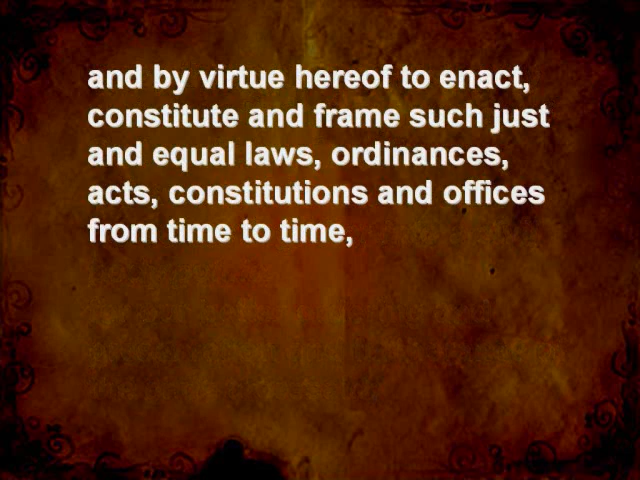 and by virtue hereof to enact,
constitute and frame such just
and equal laws, ordinances,
acts, constitutions and offices
from time to time,